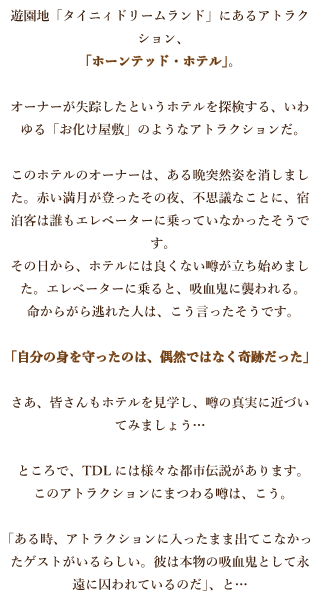 遊園地「タイニィドリームランド」にあるアトラク
ション、
「ホーンテッド・ホテル」。
オーナーが失踪したというホテルを探検する、いわ
ゆる「お化け屋敷」のようなアトラクションだ。
このホテルのオーナーは、ある晩突然姿を消しまし
た。赤い満月が登ったその夜、不思議なことに、宿
泊客は誰もエレベーターに乗っていなかったそうで
す。
その日から、ホテルには良くない噂が立ち始めまし
た。エレベーターに乗ると、吸血鬼に襲われる。
命からがら逃れた人は、こう言ったそうです。
「自分の身を守ったのは、偶然ではなく奇跡だった」
さあ、皆さんもホテルを見学し、噂の真実に近づい
てみましょう…
ところで、TDLには様々な都市伝説があります。
このアトラクションにまつわる噂は、こう。
「ある時、アトラクションに入ったまま出てこなかっ
たゲストがいるらしい。彼は本物の吸血鬼として永
遠に囚われているのだ」、と…